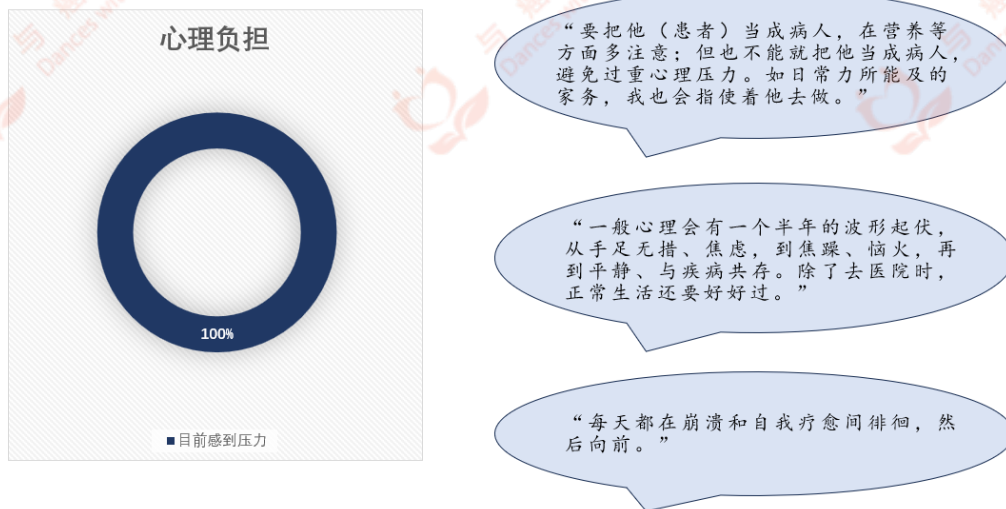 心理负担
100%
■目前感到压力
“要把他（患者）当成病人，在营养等
方面多注意；但也不能就把他当成病人，
避免过重心理压力。如日常力所能及的
家务，我也会指使着他去做。”
“一般心理会有一个半年的波形起伏，
从手足无措、焦虑，到焦躁、恼火，再
到平静、与疾病共存。除了去医院时，
正常生活还要好好过。”
“每天都在崩溃和自我疗愈间徘徊，然
后向前。”